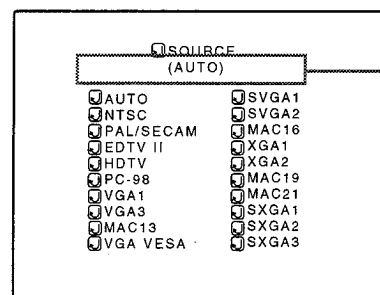 SOURCE
(AUTO)
AUTO
NTSC
PAL/SECAM
EDTV II
HDTV
PC-98
VGA1
VGA3
MAC13
VGA VESA
SVGA1
SVGA2
MAC16
XGA1
XGA2
MAC19
MAC21
SXGA1
SXGA2
SXGA3